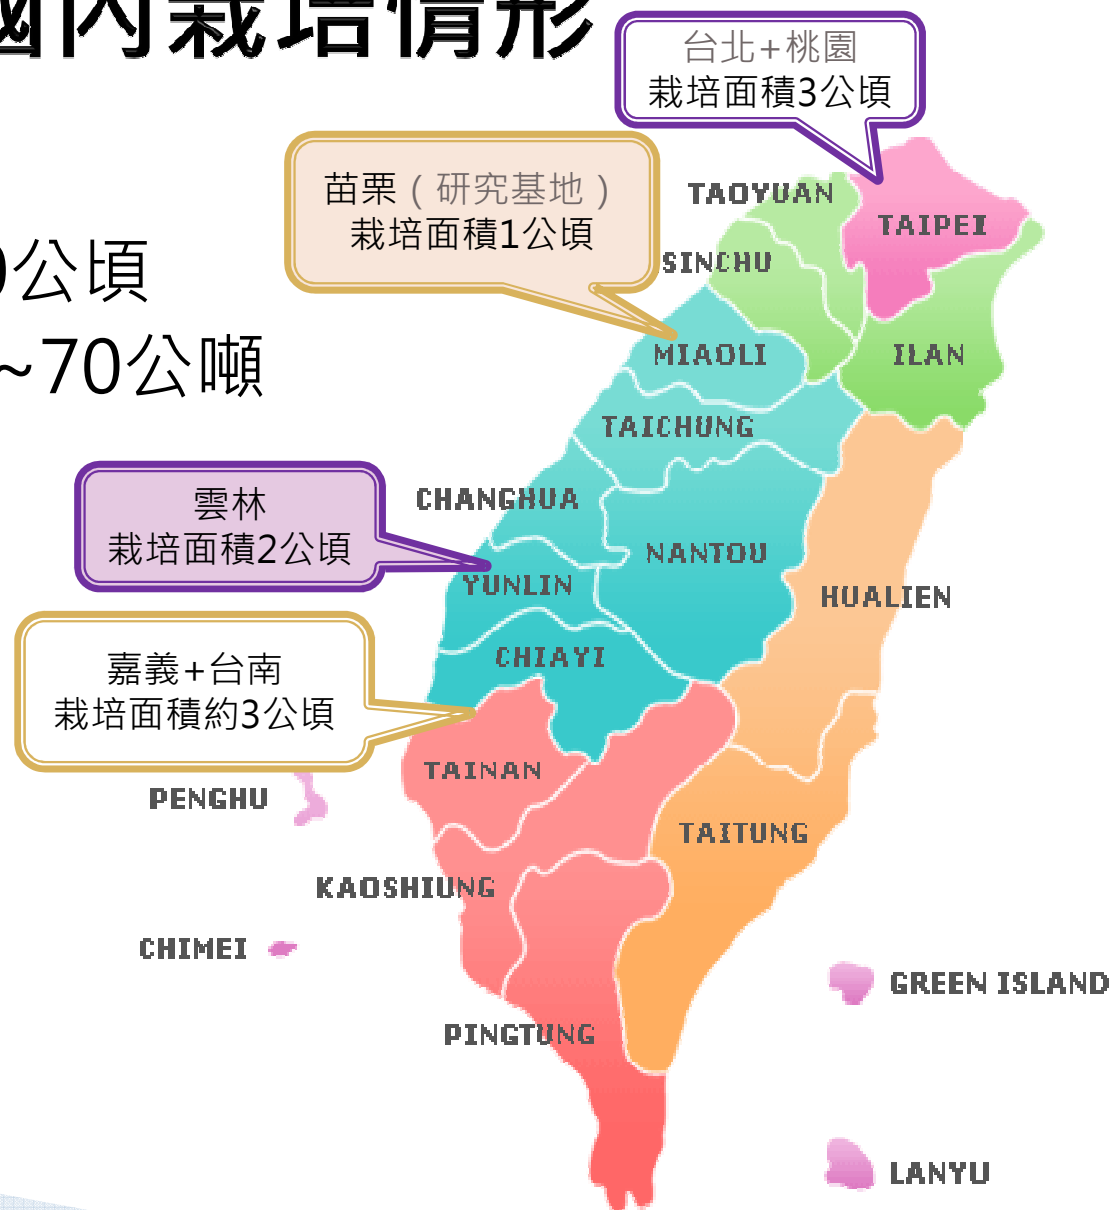 國內栽培情形
台北+桃園
栽培面積3公頃
苗栗（研究基地）
栽培面積1公頃
0公頃
~70公噸
雲林
栽培面積2公頃
嘉義+台南
栽培面積約3公頃
TAOYUAN
TAIPEI
SINCHU
MIAOLI
ILAN
TAICHUNG
CHANGHUA
NANTOU
YUNLIN
HUALIEN
CHIAYI
TAINAN
PENGHU
TAITUNG
KAOSHIUNG
CHIMEI
GREEN ISLAND
PINGTUNG
LANYU